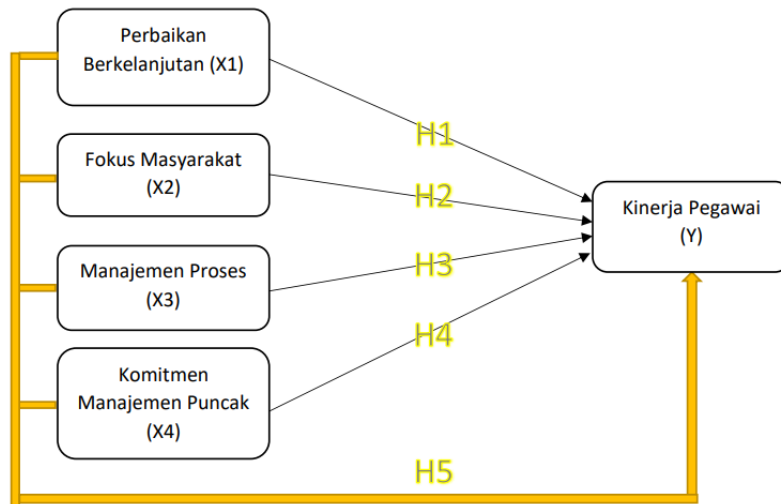 Perbaikan
Berkelanjutan (X1)
H1
Fokus Masyarakat
(X2)
H2
Kinerja Pegawai
(Y)
Manajemen Proses
(X3)
H3
Komitmen
Manajemen Puncak
(X4)
H4
H5